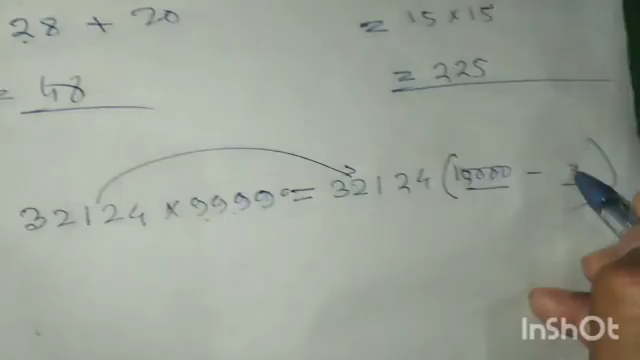 28 + 20
= 48
= 15 × 15
= 225
32124 × 9999 = 32124 (10000 -
InShOt